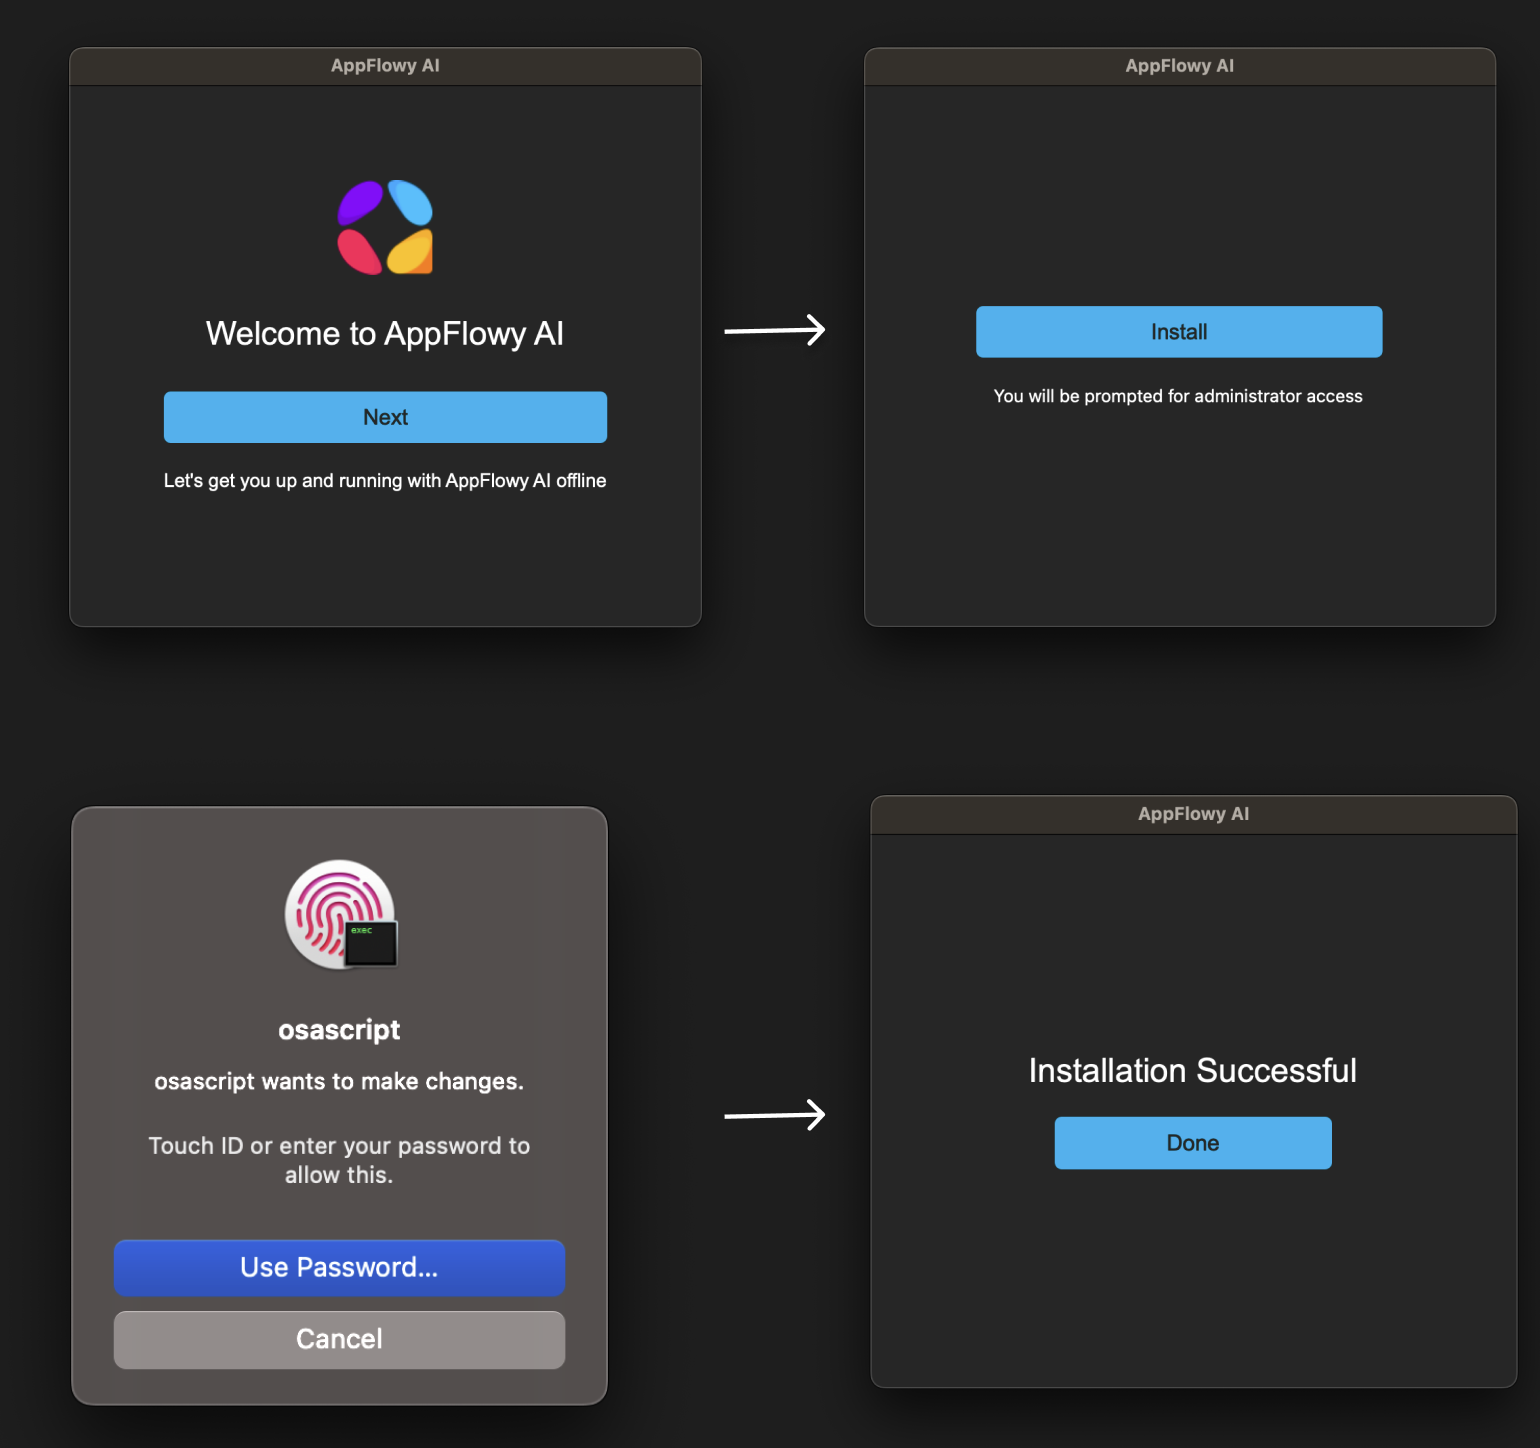 AppFlowy AI
Welcome to AppFlowy AI
Next
Let's get you up and running with AppFlowy AI offline
AppFlowy AI
Install
You will be prompted for administrator access
exec
osascript
osascript wants to make changes.
Touch ID or enter your password to
allow this.
Use Password...
Cancel
AppFlowy AI
Installation Successful
Done